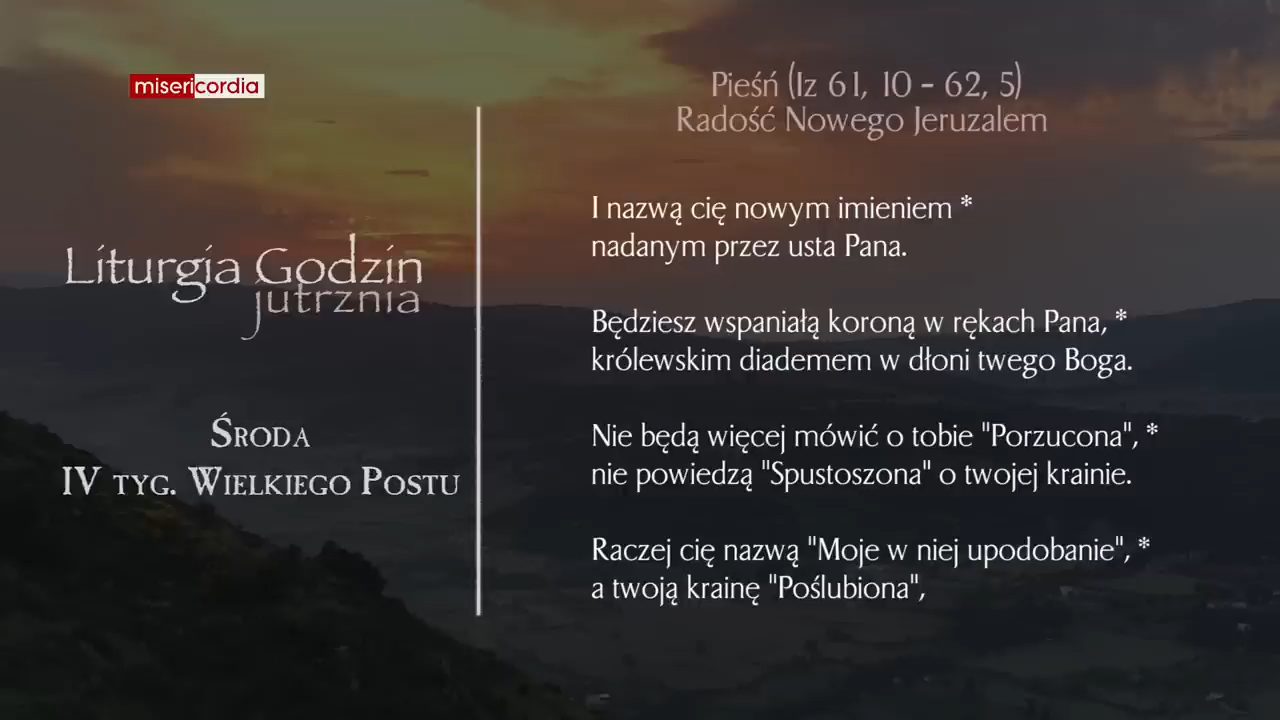 misericordia
Liturgia Godzin
jutrznia
Środa
IV tyg. Wielkiego Postu
Pieśń (Iz 61, 10 - 62, 5)
Radość Nowego Jeruzalem
I nazwą cię nowym imieniem *
nadanym przez usta Pana.
Będziesz wspaniałą koroną w rękach Pana, *
królewskim diademem w dłoni twego Boga.
Nie będą więcej mówić o tobie "Porzucona", *
nie powiedzą "Spustoszona" o twojej krainie.
Raczej cię nazwą "Moje w niej upodobanie", *
a twoją krainę "Poślubiona",